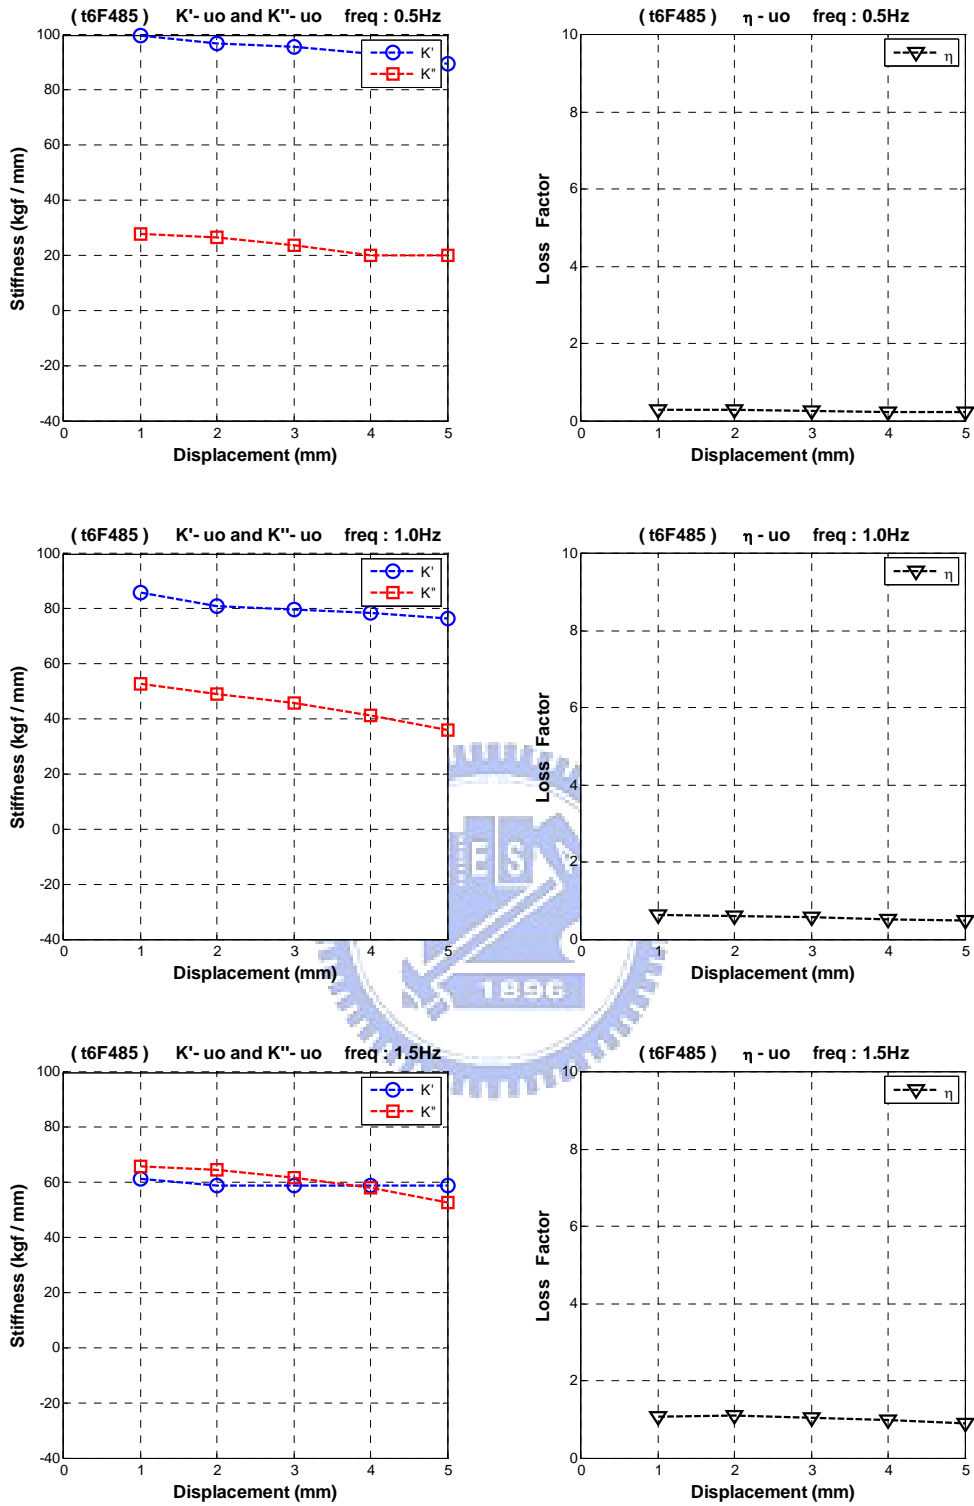 ( t6F485 ) K'- uo and K''- uo freq : 0.5Hz
100
80
60
40
20
0
-20
-40
0 1 2 3 4 5
Stiffness (kgf / mm)
Displacement (mm)
K'
K''
( t6F485 ) η - uo freq : 0.5Hz
10
8
6
4
2
0
0 1 2 3 4 5
Loss Factor
Displacement (mm)
η
( t6F485 ) K'- uo and K''- uo freq : 1.0Hz
100
80
60
40
20
0
-20
-40
0 1 2 3 4 5
Stiffness (kgf / mm)
Displacement (mm)
K'
K''
( t6F485 ) η - uo freq : 1.0Hz
10
8
6
4
2
0
0 1 2 3 4 5
Loss Factor
Displacement (mm)
η
E S
1896
( t6F485 ) K'- uo and K''- uo freq : 1.5Hz
100
80
60
40
20
0
-20
-40
0 1 2 3 4 5
Stiffness (kgf / mm)
Displacement (mm)
K'
K''
( t6F485 ) η - uo freq : 1.5Hz
10
8
6
4
2
0
0 1 2 3 4 5
Loss Factor
Displacement (mm)
η